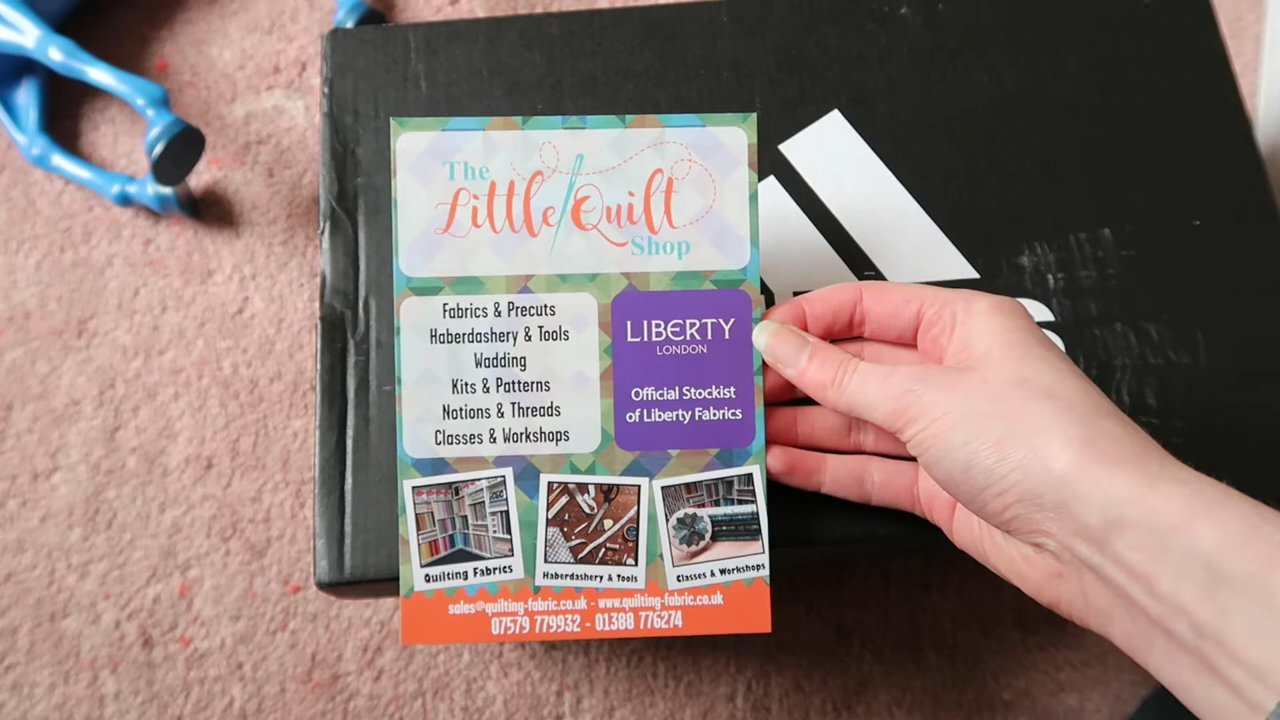 The
Little Quilt
Shop
Fabrics & Precuts
Haberdashery & Tools
Wadding
Kits & Patterns
Notions & Threads
Classes & Workshops
LIBERTY
LONDON
Official Stockist
of Liberty Fabrics
Quilting Fabrics
Haberdashery & Tools
Classes & Workshops
sales@quilting-fabric.co.uk - www.quilting-fabric.co.uk
07579 779932 - 01388 776274